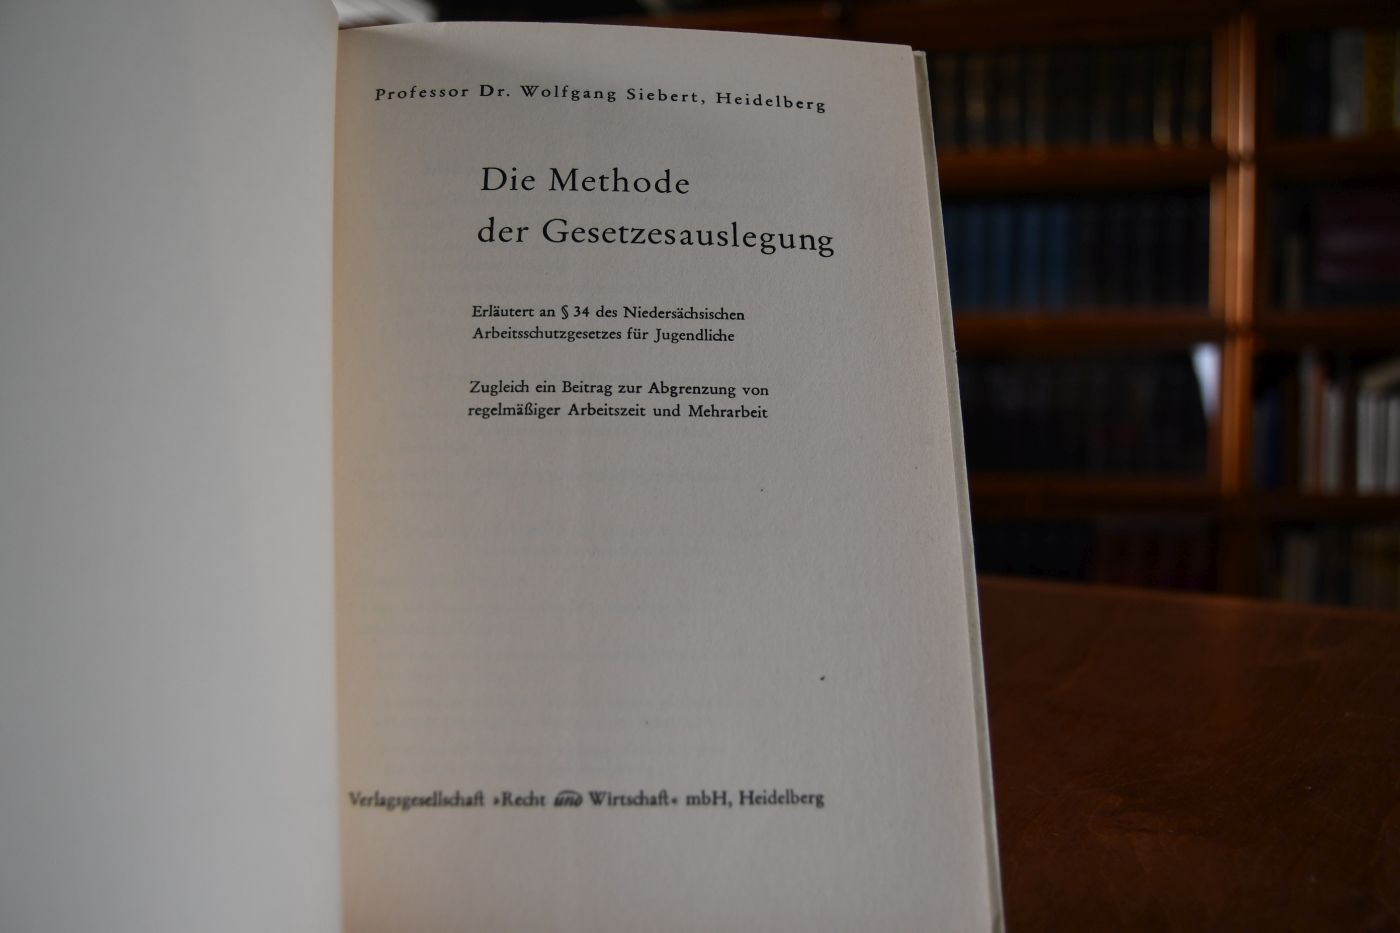 Professor Dr. Wolfgang Siebert, Heidelberg
Die Methode
der Gesetzesauslegung
Erläutert an § 34 des Niedersächsischen
Arbeitsschutzgesetzes für Jugendliche
Zugleich ein Beitrag zur Abgrenzung von
regelmäßiger Arbeitszeit und Mehrarbeit
Verlagsgesellschaft »Recht und Wirtschaft« mbH, Heidelberg